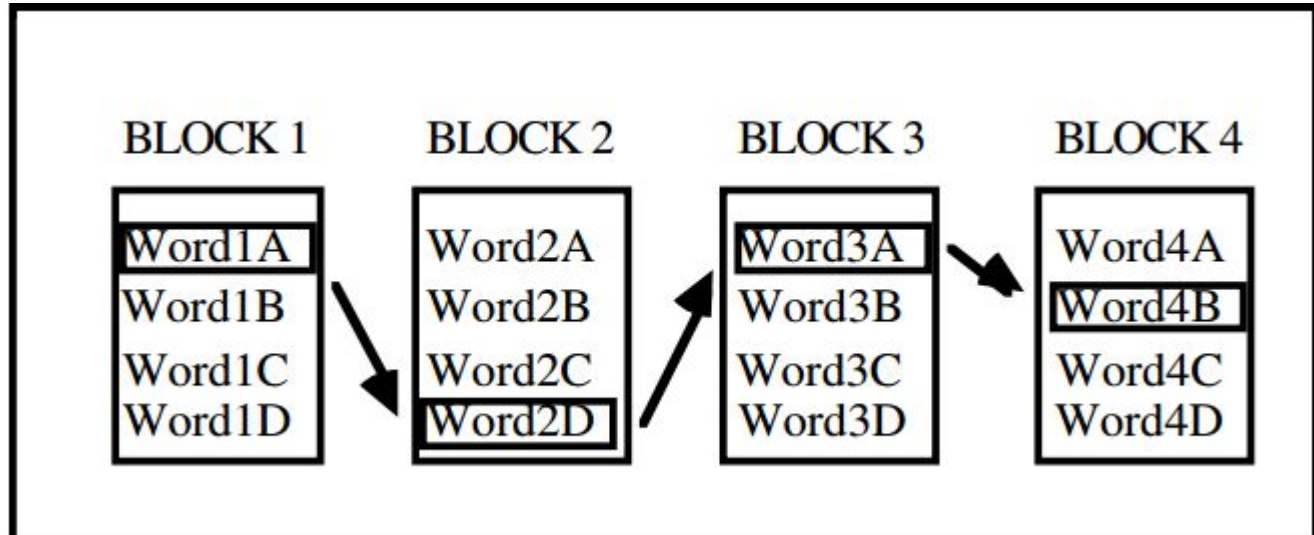 BLOCK 1 BLOCK 2 BLOCK 3 BLOCK 4
Word1A Word2A Word3A Word4A
Word1B Word2B Word3B Word4B
Word1C Word2C Word3C Word4C
Word1D Word2D Word3D Word4D